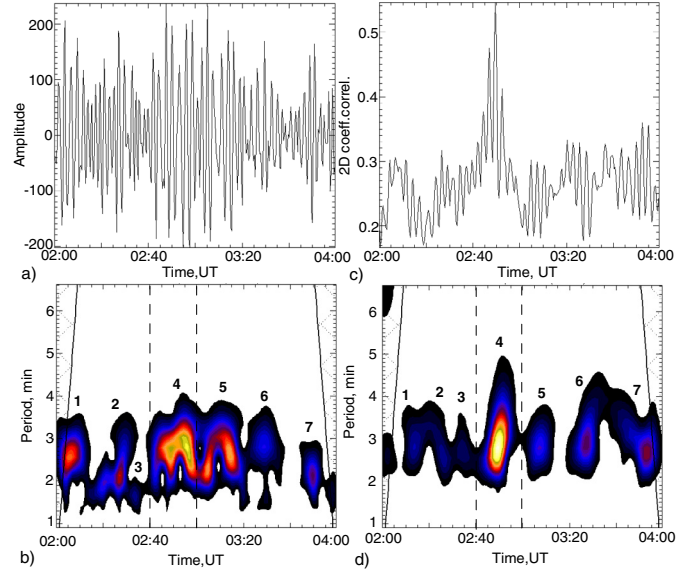 200
100
0
-100
-200
Amplitude
02:00 02:40 03:20 04:00
a) Time,UT
0.5
0.4
0.3
0.2
2D coeff.correl.
02:00 02:40 03:20 04:00
c) Time, UT
6
5
4
3
2
1
Period, min
1 2 3 4 5 6 7
02:00 02:40 03:20 04:00
b) Time,UT
6
5
4
3
2
1
Period, min
1 2 3 4 5 6 7
02:00 02:40 03:20 04:00
d) Time,UT